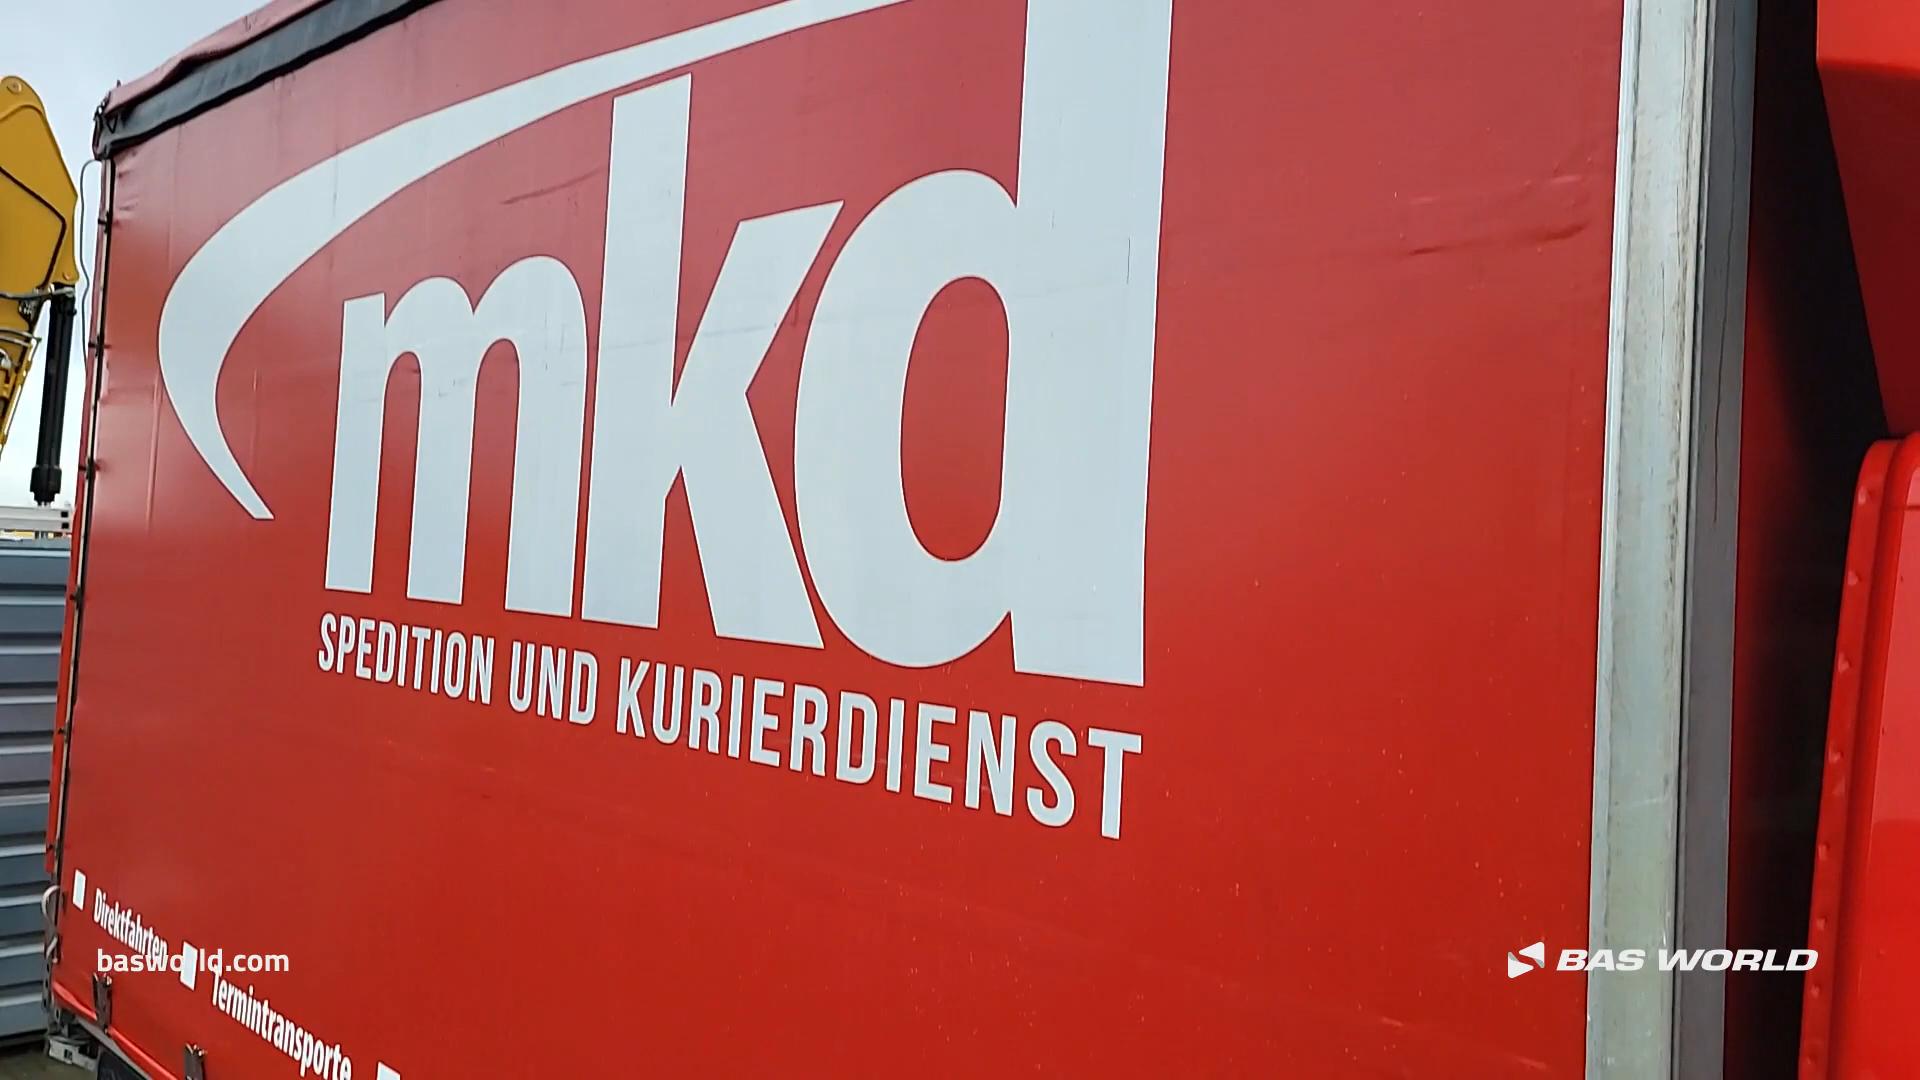 mkd
SPEDITION UND KURIERDIENST
Direktfahrten
Termintransporte
basworld.com
BAS WORLD